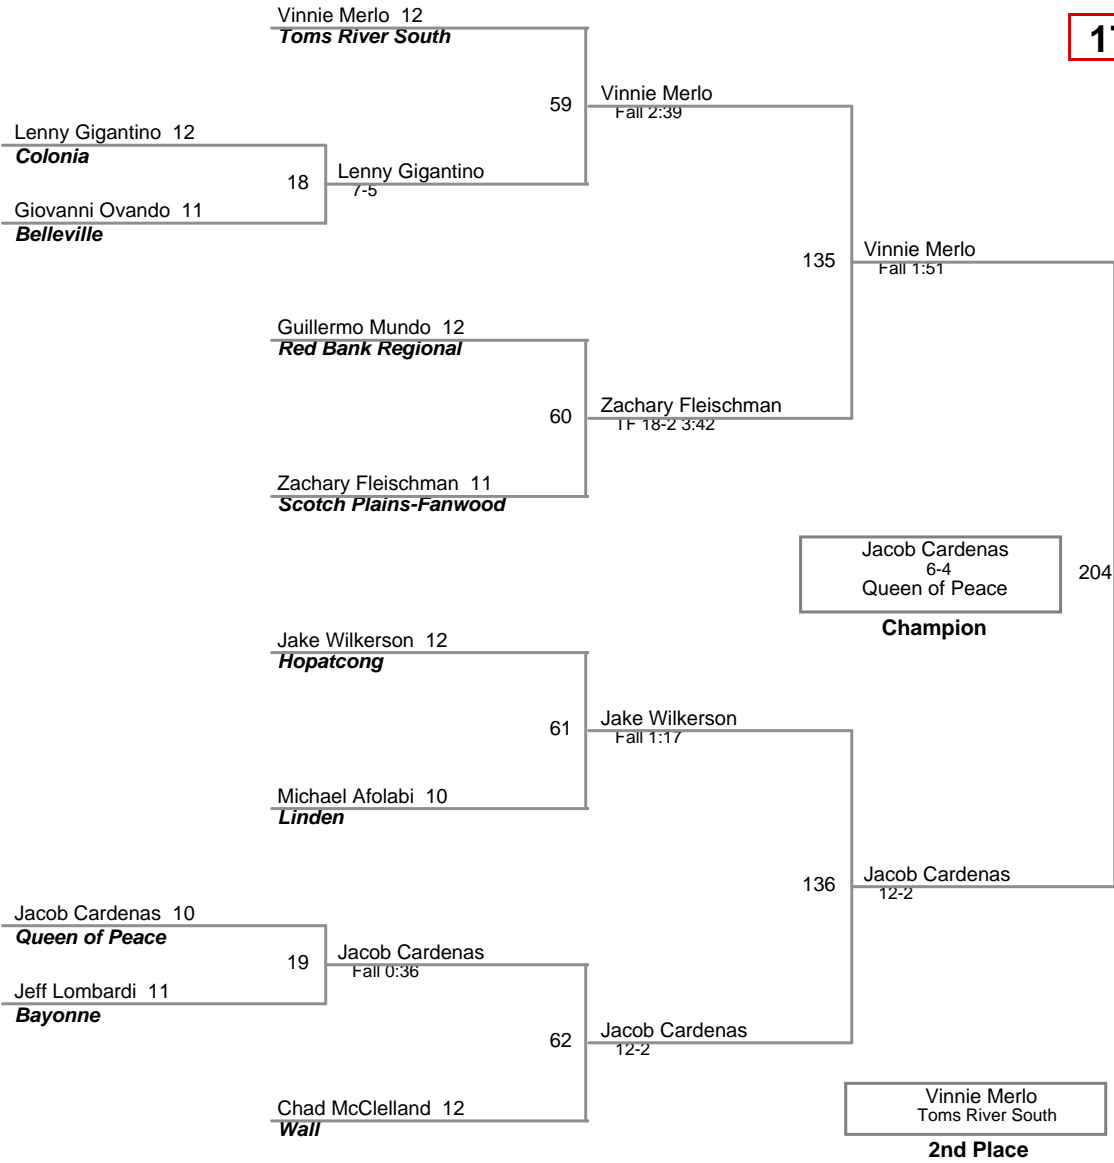 Vinnie Merlo 12
Toms River South
59
Vinnie Merlo
Fall 2:39
Lenny Gigantino 12
Colonia
18
Lenny Gigantino
7-5
Giovanni Ovando 11
Belleville
135
Vinnie Merlo
Fall 1:51
Guillermo Mundo 12
Red Bank Regional
60
Zachary Fleischman
TF 18-2 3:42
Zachary Fleischman 11
Scotch Plains-Fanwood
Jacob Cardenas
6-4
Queen of Peace
204
Champion
Jake Wilkerson 12
Hopatcong
61
Jake Wilkerson
Fall 1:17
Michael Afolabi 10
Linden
136
Jacob Cardenas
12-2
Jacob Cardenas 10
Queen of Peace
19
Jacob Cardenas
Fall 0:36
Jeff Lombardi 11
Bayonne
62
Jacob Cardenas
12-2
Chad McClelland 12
Wall
Vinnie Merlo
Toms River South
2nd Place